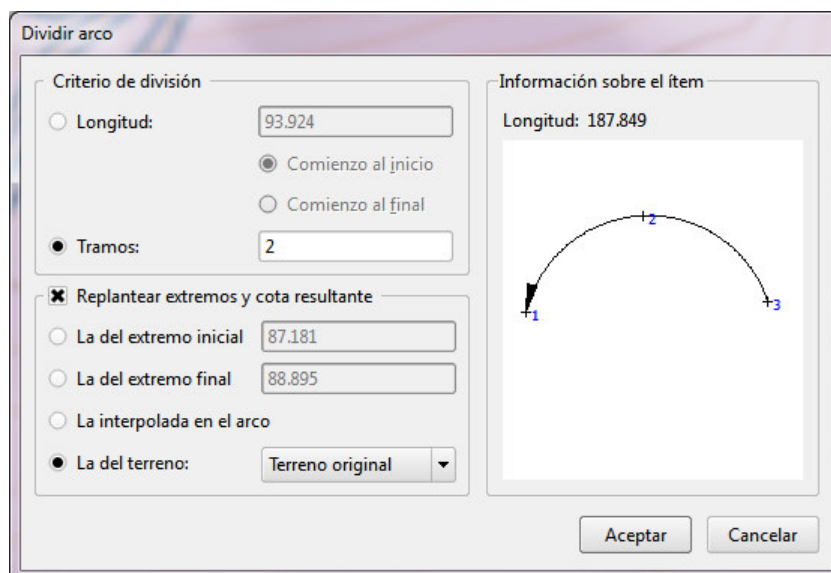 Dividir arco
Criterio de división
Longitud: 93.924
Comienzo al inicio
Comienzo al final
Tramos: 2
Replantear extremos y cota resultante
La del extremo inicial 87.181
La del extremo final 88.895
La interpolada en el arco
La del terreno: Terreno original
Información sobre el ítem
Longitud: 187.849
2
1
3
Aceptar
Cancelar